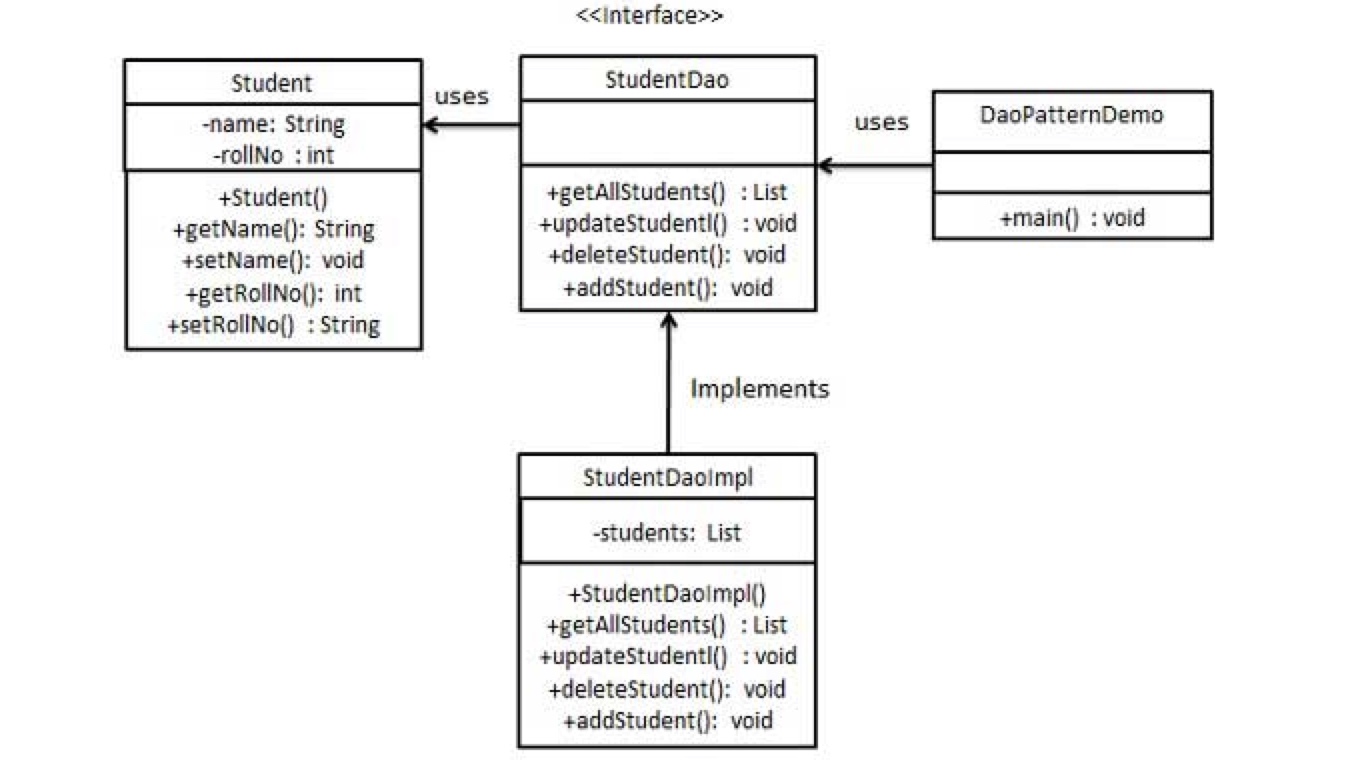 <<Interface>>
Student
-name: String
-rollNo : int
+Student()
+getName(): String
+setName(): void
+getRollNo(): int
+setRollNo() : String
uses
StudentDao
+getAllStudents() : List
+updateStudentl() : void
+deleteStudent(): void
+addStudent(): void
uses
DaoPatternDemo
+main() : void
Implements
StudentDaoImpl
-students: List
+StudentDaoImpl()
+getAllStudents() : List
+updateStudentl() : void
+deleteStudent(): void
+addStudent(): void